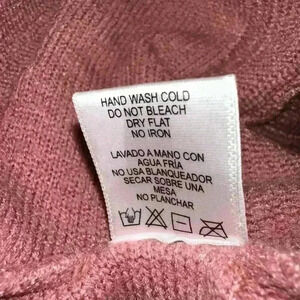 HAND WASH COLD
DO NOT BLEACH
DRY FLAT
NO IRON
LAVADO A MANO CON
AGUA FRÍA
NO USA BLANQUEADOR
SECAR SOBRE UNA
MESA
NO PLANCHAR